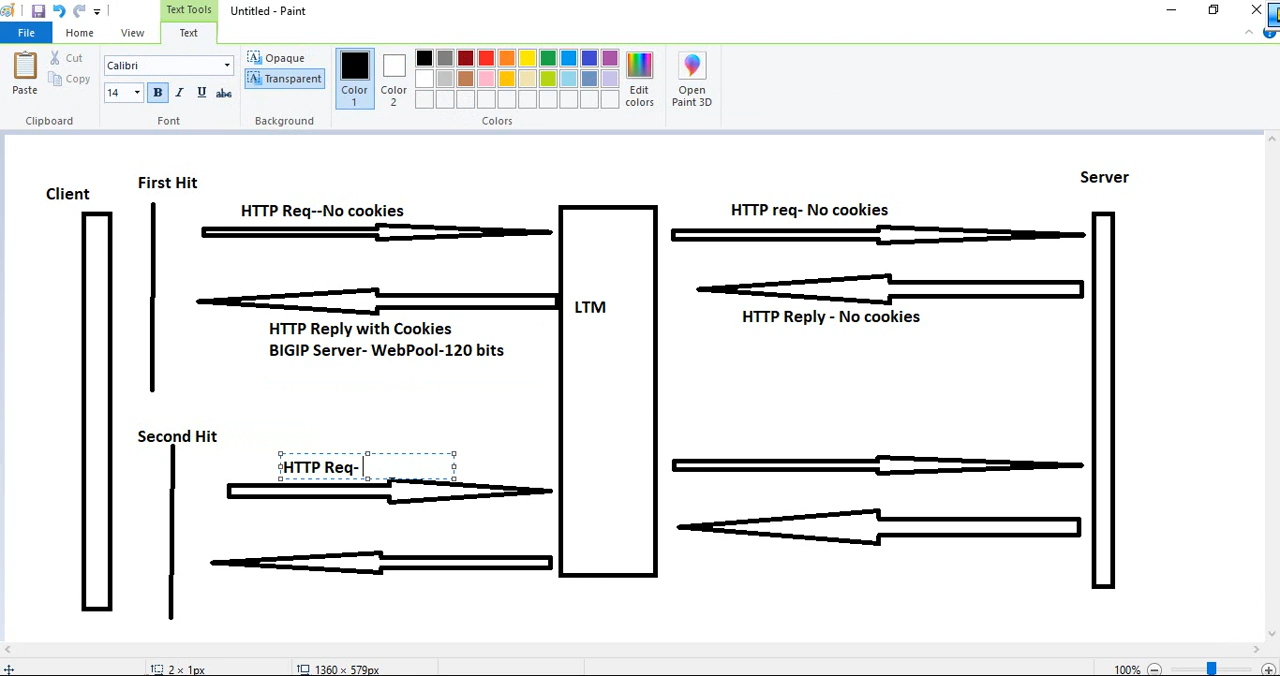 Text Tools
Untitled - Paint
File
Home
View
Text
Paste
Cut
Copy
Clipboard
Calibri
14
B
I
U
abc
Font
Opaque
Transparent
Background
Color
1
Color
2
Edit
colors
Colors
Open
Paint 3D
Client
First Hit
HTTP Req--No cookies
HTTP req- No cookies
Server
LTM
HTTP Reply with Cookies
BIGIP Server- WebPool-120 bits
HTTP Reply - No cookies
Second Hit
HTTP Req-
2 × 1px
1360 × 579px
100%